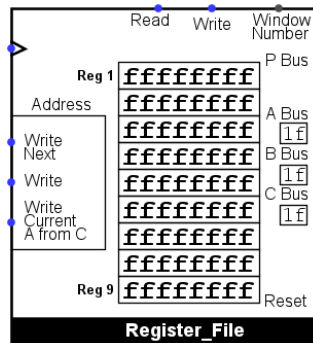 Read Write Window
Number
P Bus
Reg 1 ffffffff
ffffffff
Address
ffffffff
A Bus
1f
ffffffff
Write
Next
B Bus
1f
ffffffff
Write
ffffffff
C Bus
1f
Write
Current
A from C
ffffffff
ffffffff
Reg 9 ffffffff
Reset
Register_File